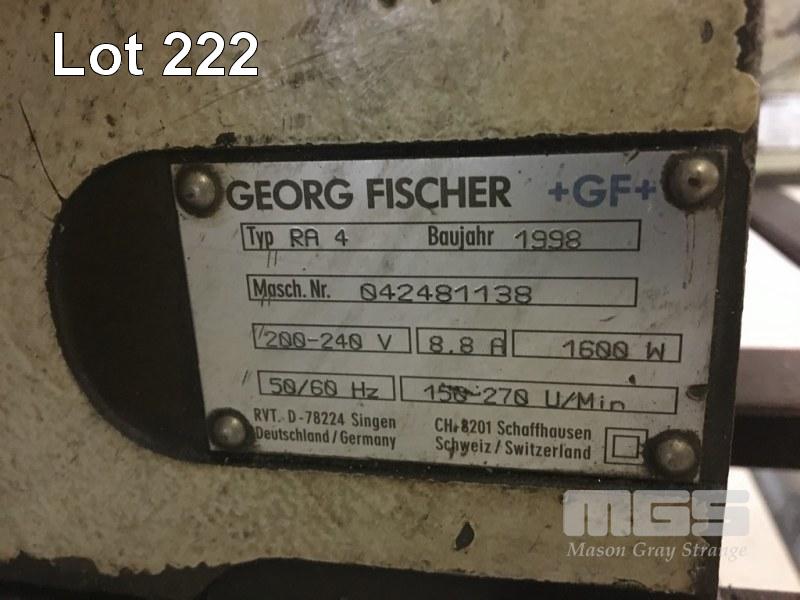 Lot 222
GEORG FISCHER +GF+
Typ RA 4 Baujahr 1998
Masch. Nr. 042481138
200-240 V 8.8 A 1600 W
50/60 Hz 150-270 U/Min
RVT. D-78224 Singen CH-8201 Schaffhausen
Deutschland/Germany Schweiz/Switzerland
MGS
Mason Gray Strange